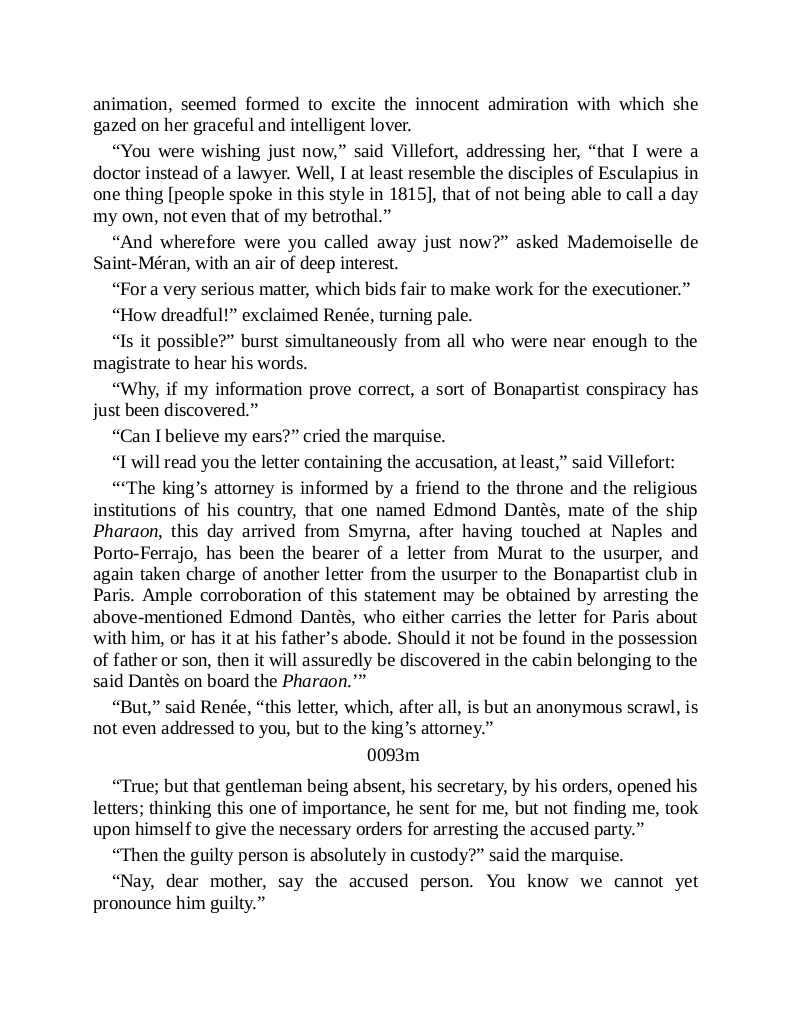 animation, seemed formed to excite the innocent admiration with which she
gazed on her graceful and intelligent lover.
“You were wishing just now,” said Villefort, addressing her, “that I were a
doctor instead of a lawyer. Well, I at least resemble the disciples of Esculapius in
one thing [people spoke in this style in 1815], that of not being able to call a day
my own, not even that of my betrothal.”
“And wherefore were you called away just now?” asked Mademoiselle de
Saint-Méran, with an air of deep interest.
“For a very serious matter, which bids fair to make work for the executioner.”
“How dreadful!” exclaimed Renée, turning pale.
“Is it possible?” burst simultaneously from all who were near enough to the
magistrate to hear his words.
“Why, if my information prove correct, a sort of Bonapartist conspiracy has
just been discovered.”
“Can I believe my ears?” cried the marquise.
“I will read you the letter containing the accusation, at least,” said Villefort:
“‘The king’s attorney is informed by a friend to the throne and the religious
institutions of his country, that one named Edmond Dantès, mate of the ship
Pharaon, this day arrived from Smyrna, after having touched at Naples and
Porto-Ferrajo, has been the bearer of a letter from Murat to the usurper, and
again taken charge of another letter from the usurper to the Bonapartist club in
Paris. Ample corroboration of this statement may be obtained by arresting the
above-mentioned Edmond Dantès, who either carries the letter for Paris about
with him, or has it at his father’s abode. Should it not be found in the possession
of father or son, then it will assuredly be discovered in the cabin belonging to the
said Dantès on board the Pharaon.’”
“But,” said Renée, “this letter, which, after all, is but an anonymous scrawl, is
not even addressed to you, but to the king’s attorney.”
0093m
“True; but that gentleman being absent, his secretary, by his orders, opened his
letters; thinking this one of importance, he sent for me, but not finding me, took
upon himself to give the necessary orders for arresting the accused party.”
“Then the guilty person is absolutely in custody?” said the marquise.
“Nay, dear mother, say the accused person. You know we cannot yet
pronounce him guilty.”